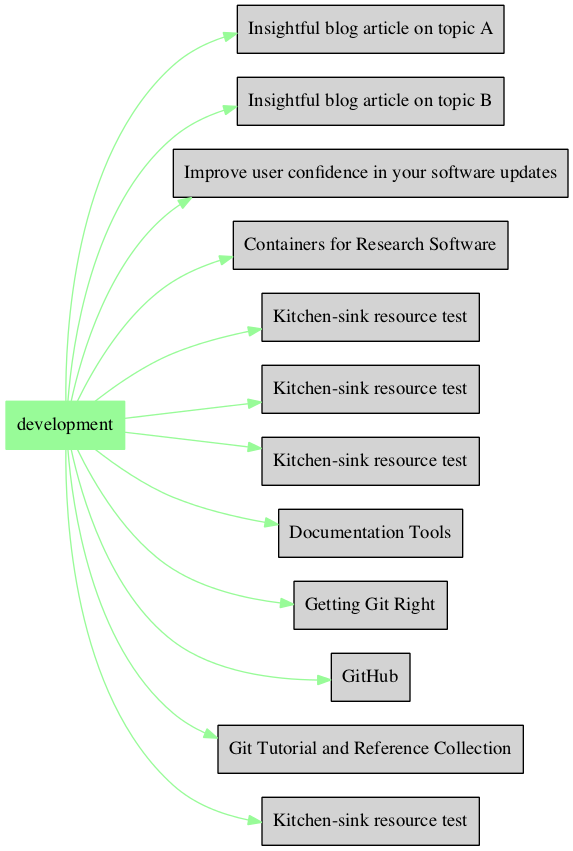 Insightful blog article on topic A
Insightful blog article on topic B
Improve user confidence in your software updates
Containers for Research Software
Kitchen-sink resource test
Kitchen-sink resource test
development
Kitchen-sink resource test
Documentation Tools
Getting Git Right
GitHub
Git Tutorial and Reference Collection
Kitchen-sink resource test